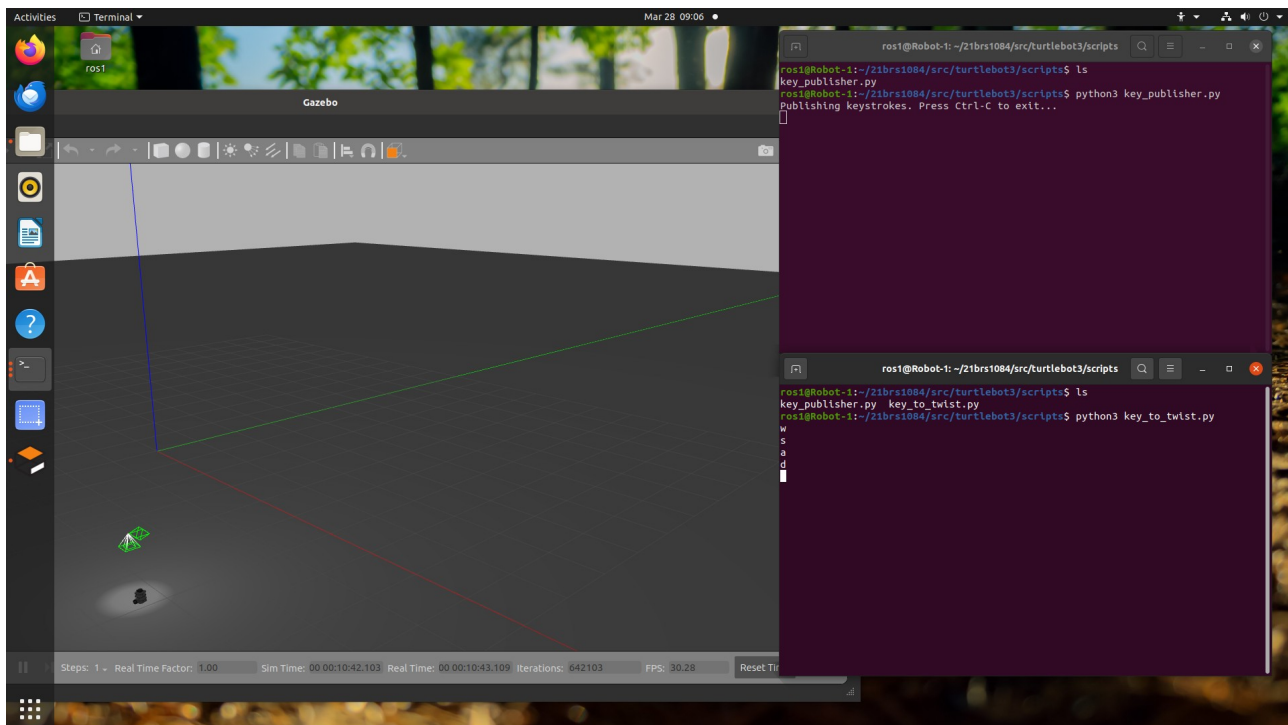 Activities
Terminal
Mar 28 09:06
ros1
Gazebo
Steps: 1
Real Time Factor: 1.00
Sim Time: 00 00:10:42.103
Real Time: 00 00:10:43.109
Iterations: 642103
FPS: 30.28
ros1@Robot-1: ~/21brs1084/src/turtlebot3/scripts
ros1@Robot-1:~/21brs1084/src/turtlebot3/scripts$ ls
key_publisher.py
ros1@Robot-1:~/21brs1084/src/turtlebot3/scripts$ python3 key_publisher.py
Publishing keystrokes. Press Ctrl-C to exit...
ros1@Robot-1: ~/21brs1084/src/turtlebot3/scripts
ros1@Robot-1:~/21brs1084/src/turtlebot3/scripts$ ls
key_publisher.py  key_to_twist.py
ros1@Robot-1:~/21brs1084/src/turtlebot3/scripts$ python3 key_to_twist.py
w
s
a
d